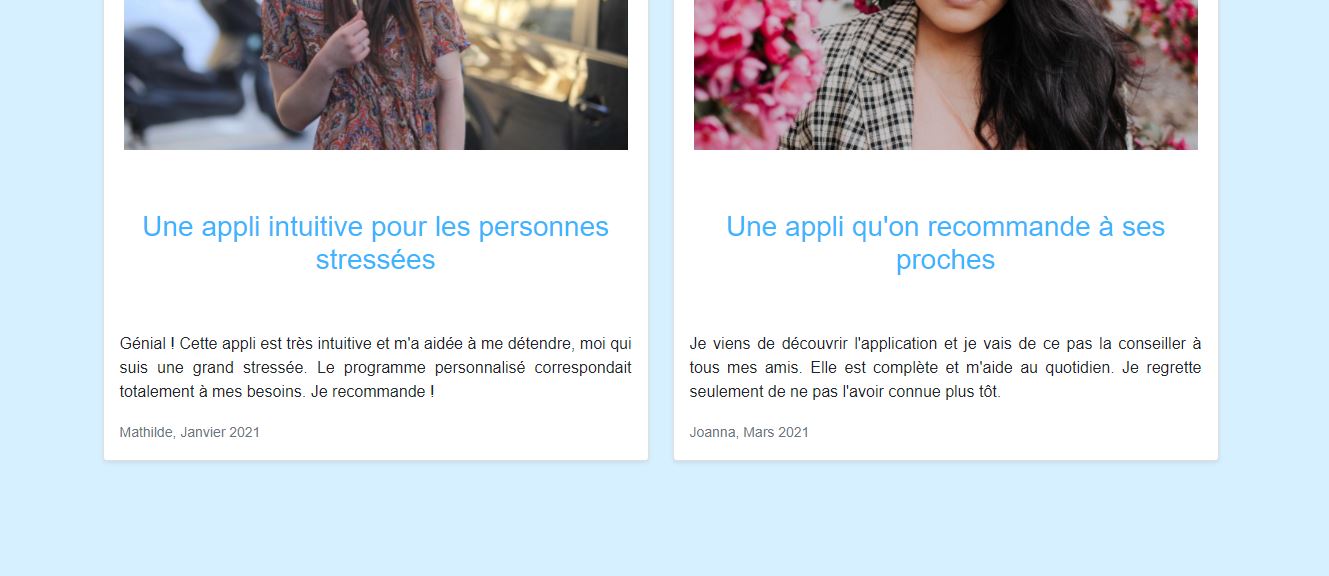 Une appli intuitive pour les personnes
stressées
Génial ! Cette appli est très intuitive et m'a aidée à me détendre, moi qui
suis une grand stressée. Le programme personnalisé correspondait
totalement à mes besoins. Je recommande !
Mathilde, Janvier 2021
Une appli qu'on recommande à ses
proches
Je viens de découvrir l'application et je vais de ce pas la conseiller à
tous mes amis. Elle est complète et m'aide au quotidien. Je regrette
seulement de ne pas l'avoir connue plus tôt.
Joanna, Mars 2021